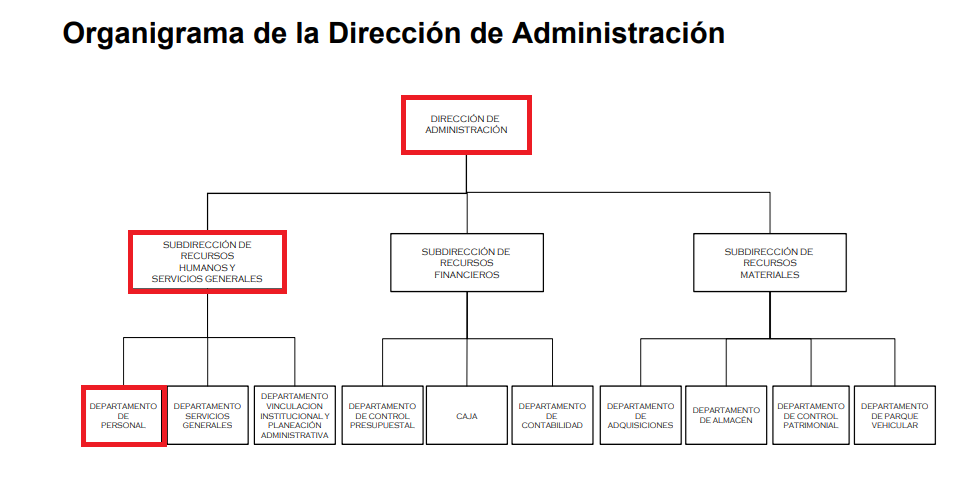 Organigrama de la Dirección de Administración
DIRECCIÓN DE
ADMINISTRACIÓN
SUBDIRECCIÓN DE
RECURSOS
HUMANOS Y
SERVICIOS GENERALES
SUBDIRECCIÓN DE
RECURSOS
FINANCIEROS
SUBDIRECCIÓN DE
RECURSOS
MATERIALES
DEPARTAMENTO
DE
PERSONAL
DEPARTAMENTO
SERVICIOS
GENERALES
DEPARTAMENTO
VINCULACION
INSTITUCIONAL Y
PLANEACIÓN
ADMINISTRATIVA
DEPARTAMENTO
DE CONTROL
PRESUPUESTAL
CAJA
DEPARTAMENTO
DE
CONTABILIDAD
DEPARTAMENTO
DE
ADQUISICIONES
DEPARTAMENTO
DE ALMACÉN
DEPARTAMENTO
DE CONTROL
PATRIMONIAL
DEPARTAMENTO
DE PARQUE
VEHICULAR